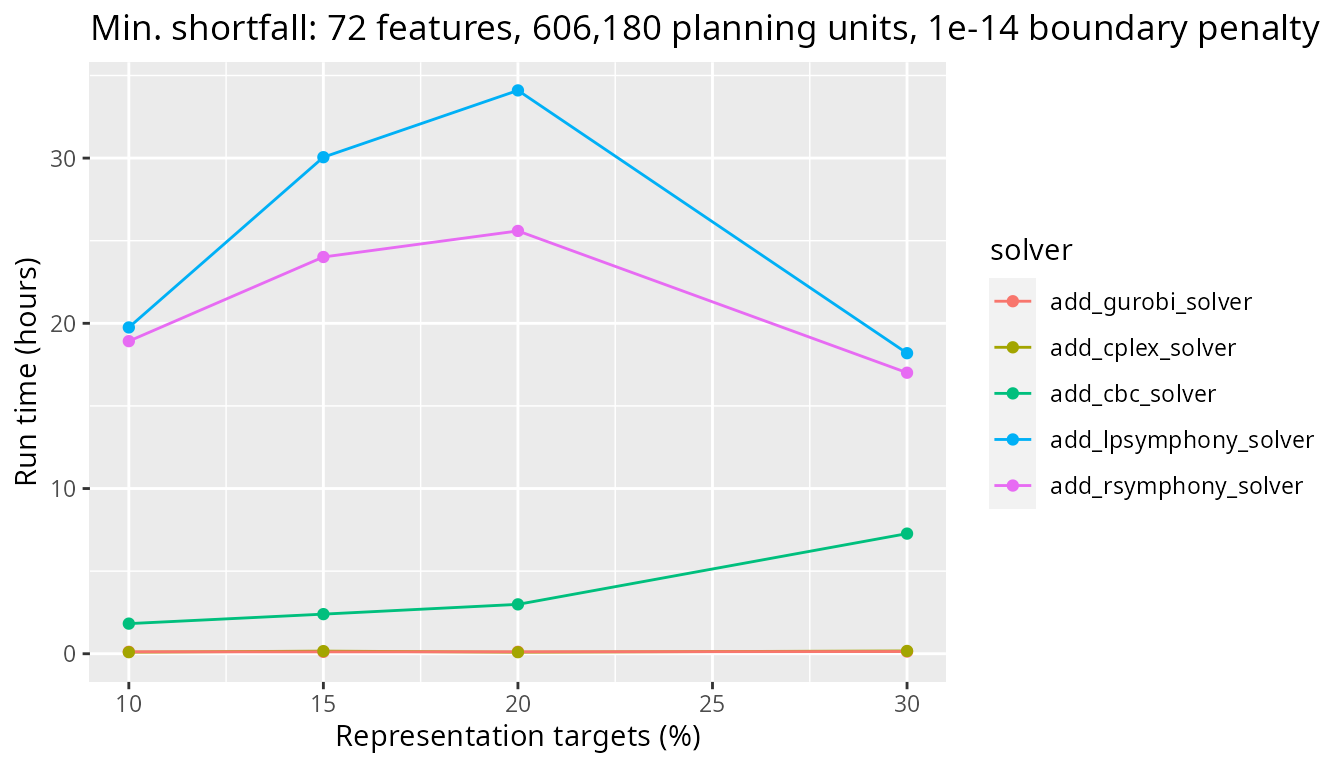 Min. shortfall: 72 features, 606,180 planning units, 1e-14 boundary penalty
Run time (hours)
30
20
10
0
10 15 20 25 30
Representation targets (%)
solver
add_gurobi_solver
add_cplex_solver
add_cbc_solver
add_lpsymphony_solver
add_rsymphony_solver